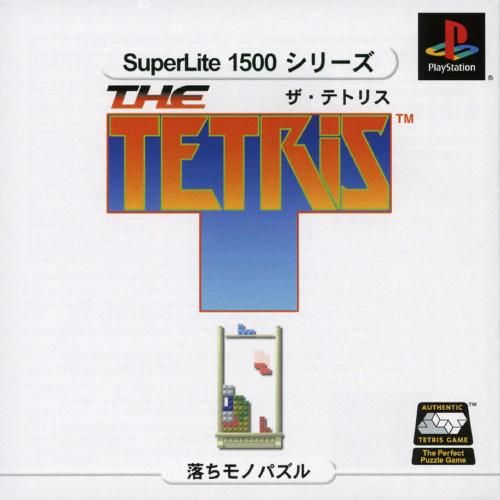 SuperLite 1500 シリーズ
PlayStation
®
THE
ザ・テトリス
TETRiS™
AUTHENTIC
TETRIS GAME
™
The Perfect
Puzzle Game
落ちモノパズル